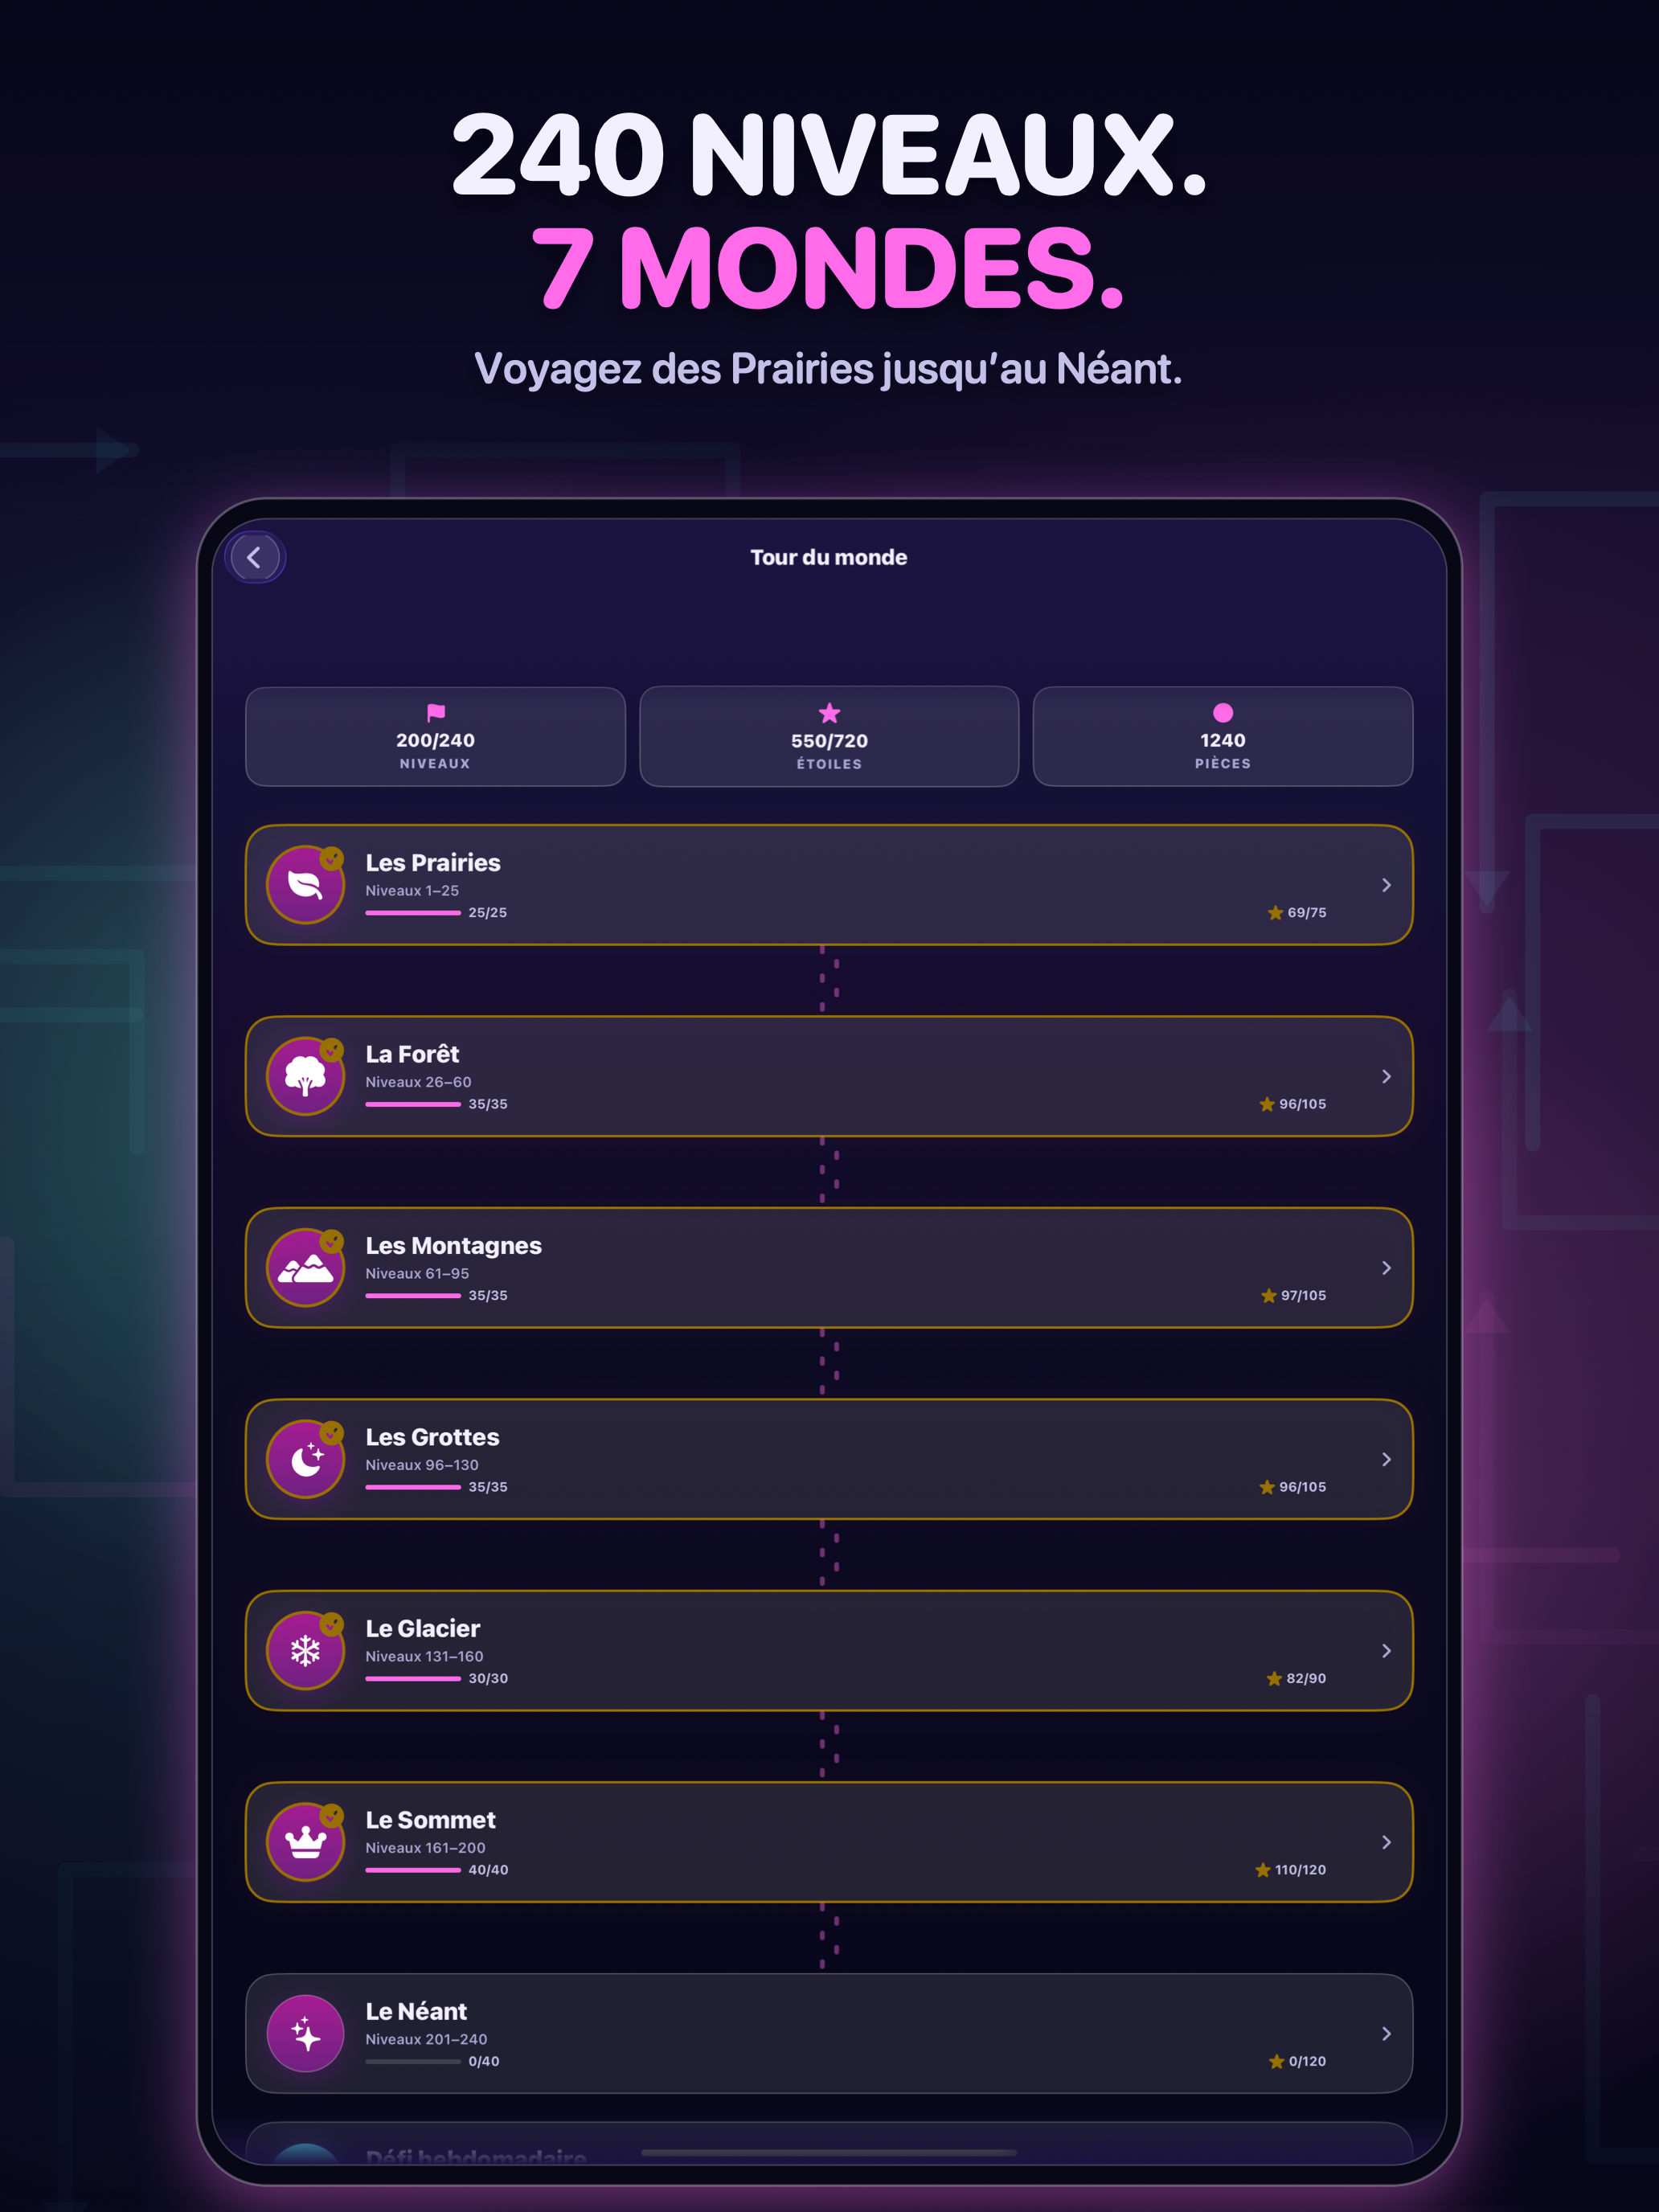 240 NIVEAUX.
7 MONDES.
Voyagez des Prairies jusqu’au Néant.
Tour du monde
200/240
NIVEAUX
550/720
ÉTOILES
1240
PIÈCES
Les Prairies
Niveaux 1–25
25/25
69/75
La Forêt
Niveaux 26–60
35/35
96/105
Les Montagnes
Niveaux 61–95
35/35
97/105
Les Grottes
Niveaux 96–130
35/35
96/105
Le Glacier
Niveaux 131–160
30/30
82/90
Le Sommet
Niveaux 161–200
40/40
110/120
Le Néant
Niveaux 201–240
0/40
0/120
Défi hebdomadaire